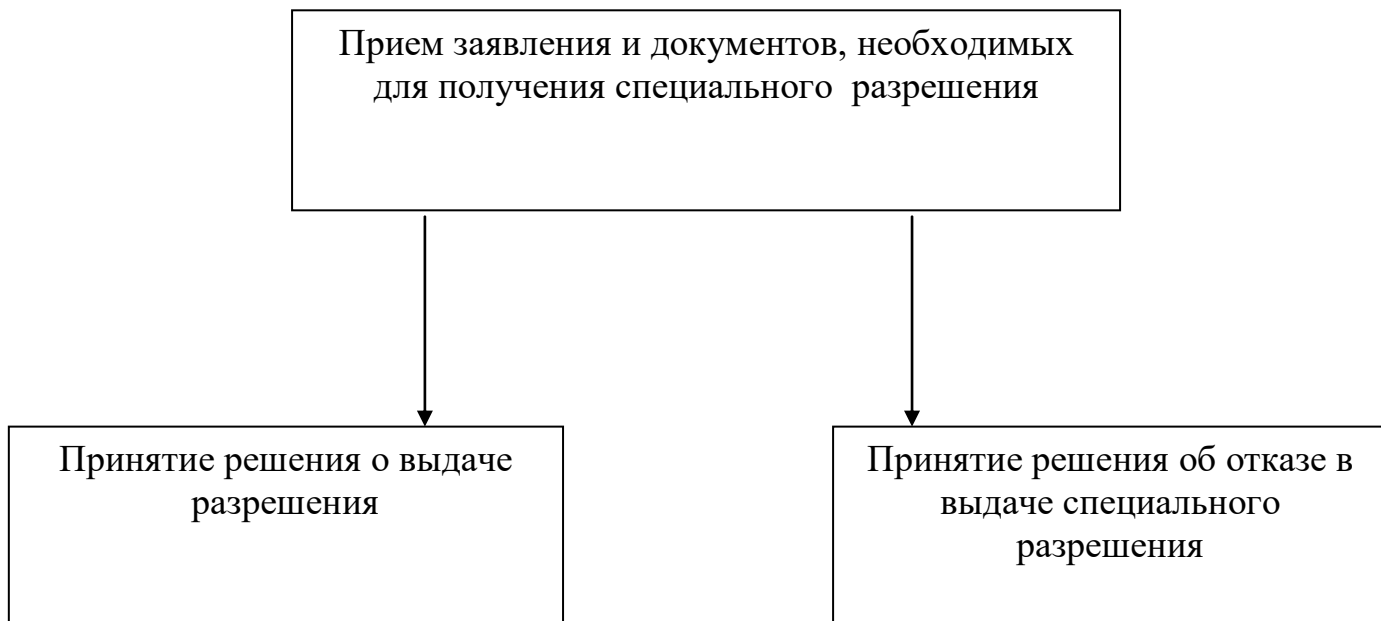 Прием заявления и документов, необходимых
для получения специального  разрешения
Принятие решения о выдаче
разрешения
Принятие решения об отказе в
выдаче специального
разрешения